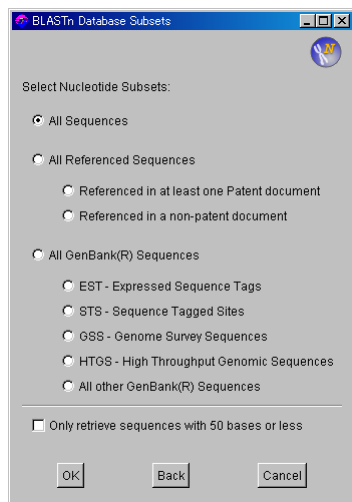 BLASTn Database Subsets
N
Select Nucleotide Subsets:
All Sequences
All Referenced Sequences
Referenced in at least one Patent document
Referenced in a non-patent document
All GenBank(R) Sequences
EST - Expressed Sequence Tags
STS - Sequence Tagged Sites
GSS - Genome Survey Sequences
HTGS - High Throughput Genomic Sequences
All other GenBank(R) Sequences
Only retrieve sequences with 50 bases or less
OK Back Cancel